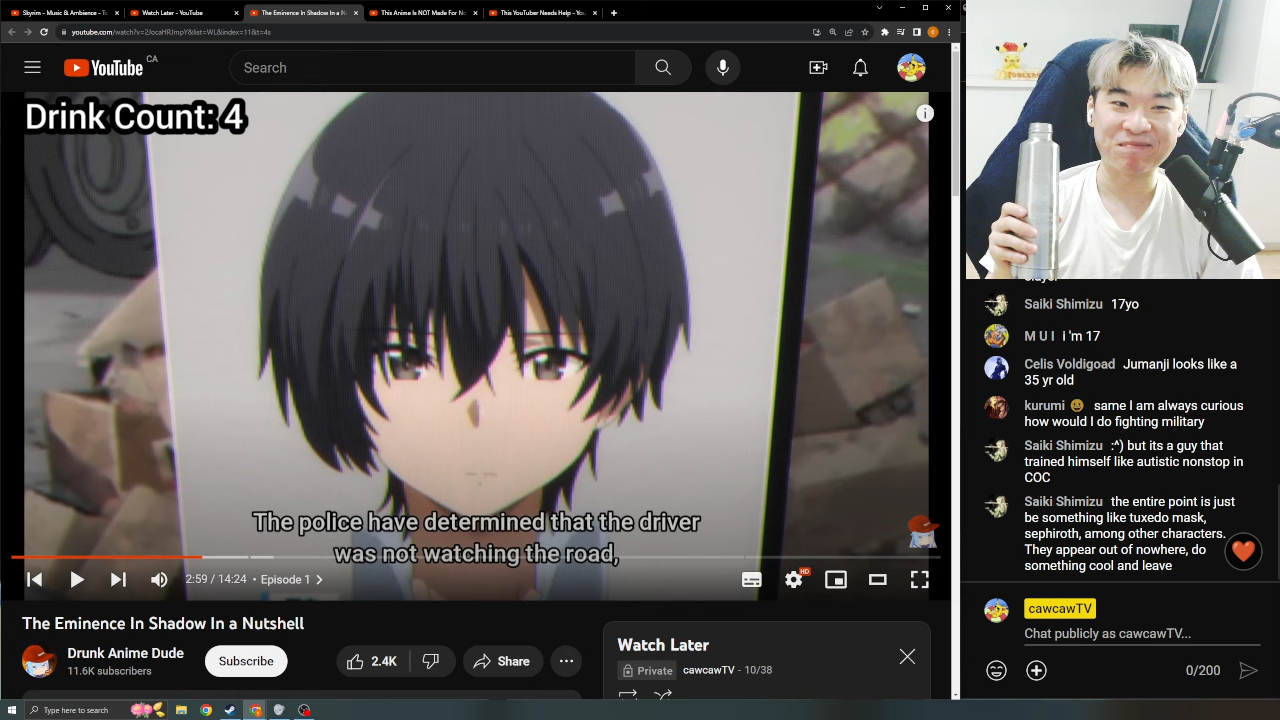 Skyrim - Music & Ambience - T
Watch Later - YouTube
The Eminence In Shadow In a N
This Anime Is NOT Made For N
This YouTuber Needs Help - You
youtube.com/watch?v=2JocaHRJmpY&list=WL&index=11&t=4s
YouTube CA
Search
Drink Count: 4
The police have determined that the driver
was not watching the road,
2:59 / 14:24 • Episode 1
HD
The Eminence In Shadow In a Nutshell
Drunk Anime Dude
11.6K subscribers
Subscribe
2.4K
Share
Watch Later
Private cawcawTV - 10/38
Type here to search
Saiki Shimizu 17yo
M U I i 'm 17
Celis Voldigoad Jumanji looks like a
35 yr old
kurumi same I am always curious
how would I do fighting military
Saiki Shimizu :^) but its a guy that
trained himself like autistic nonstop in
COC
Saiki Shimizu the entire point is just
be something like tuxedo mask,
sephiroth, among other characters.
They appear out of nowhere, do
something cool and leave
cawcawTV
Chat publicly as cawcawTV...
0/200